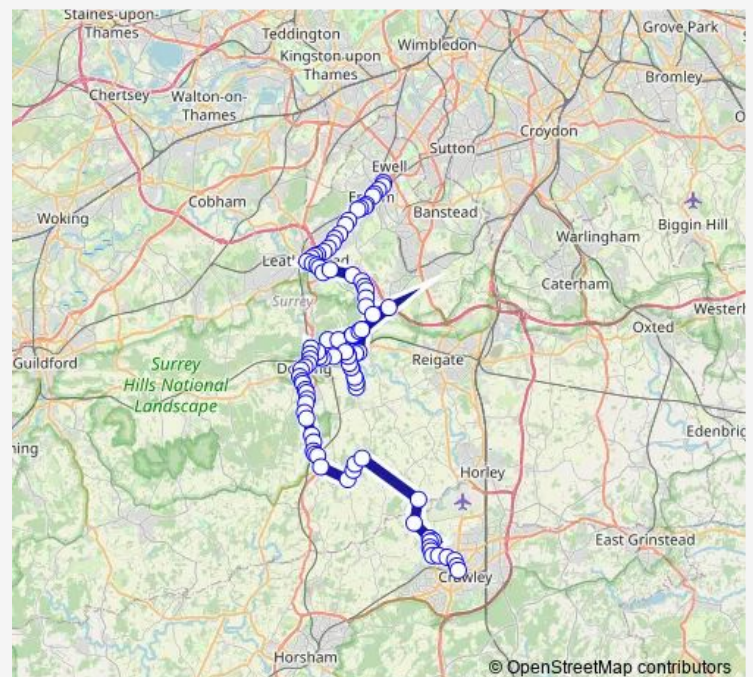 Staines-upon-
Thames
Teddington
Grove Park
Kingston upon
Thames
Wimbledon
Bromley
Chertsey
Walton-on-
Thames
Croydon
Sutton
Ewell
Cobham
Banstead
Woking
Biggin Hill
Warlingham
Surrey
Caterham
Oxted
Guildford
Surrey
Hills National
Landscape
Reigate
Horley
East Grinstead
Crawley
Horsham
© OpenStreetMap contributors